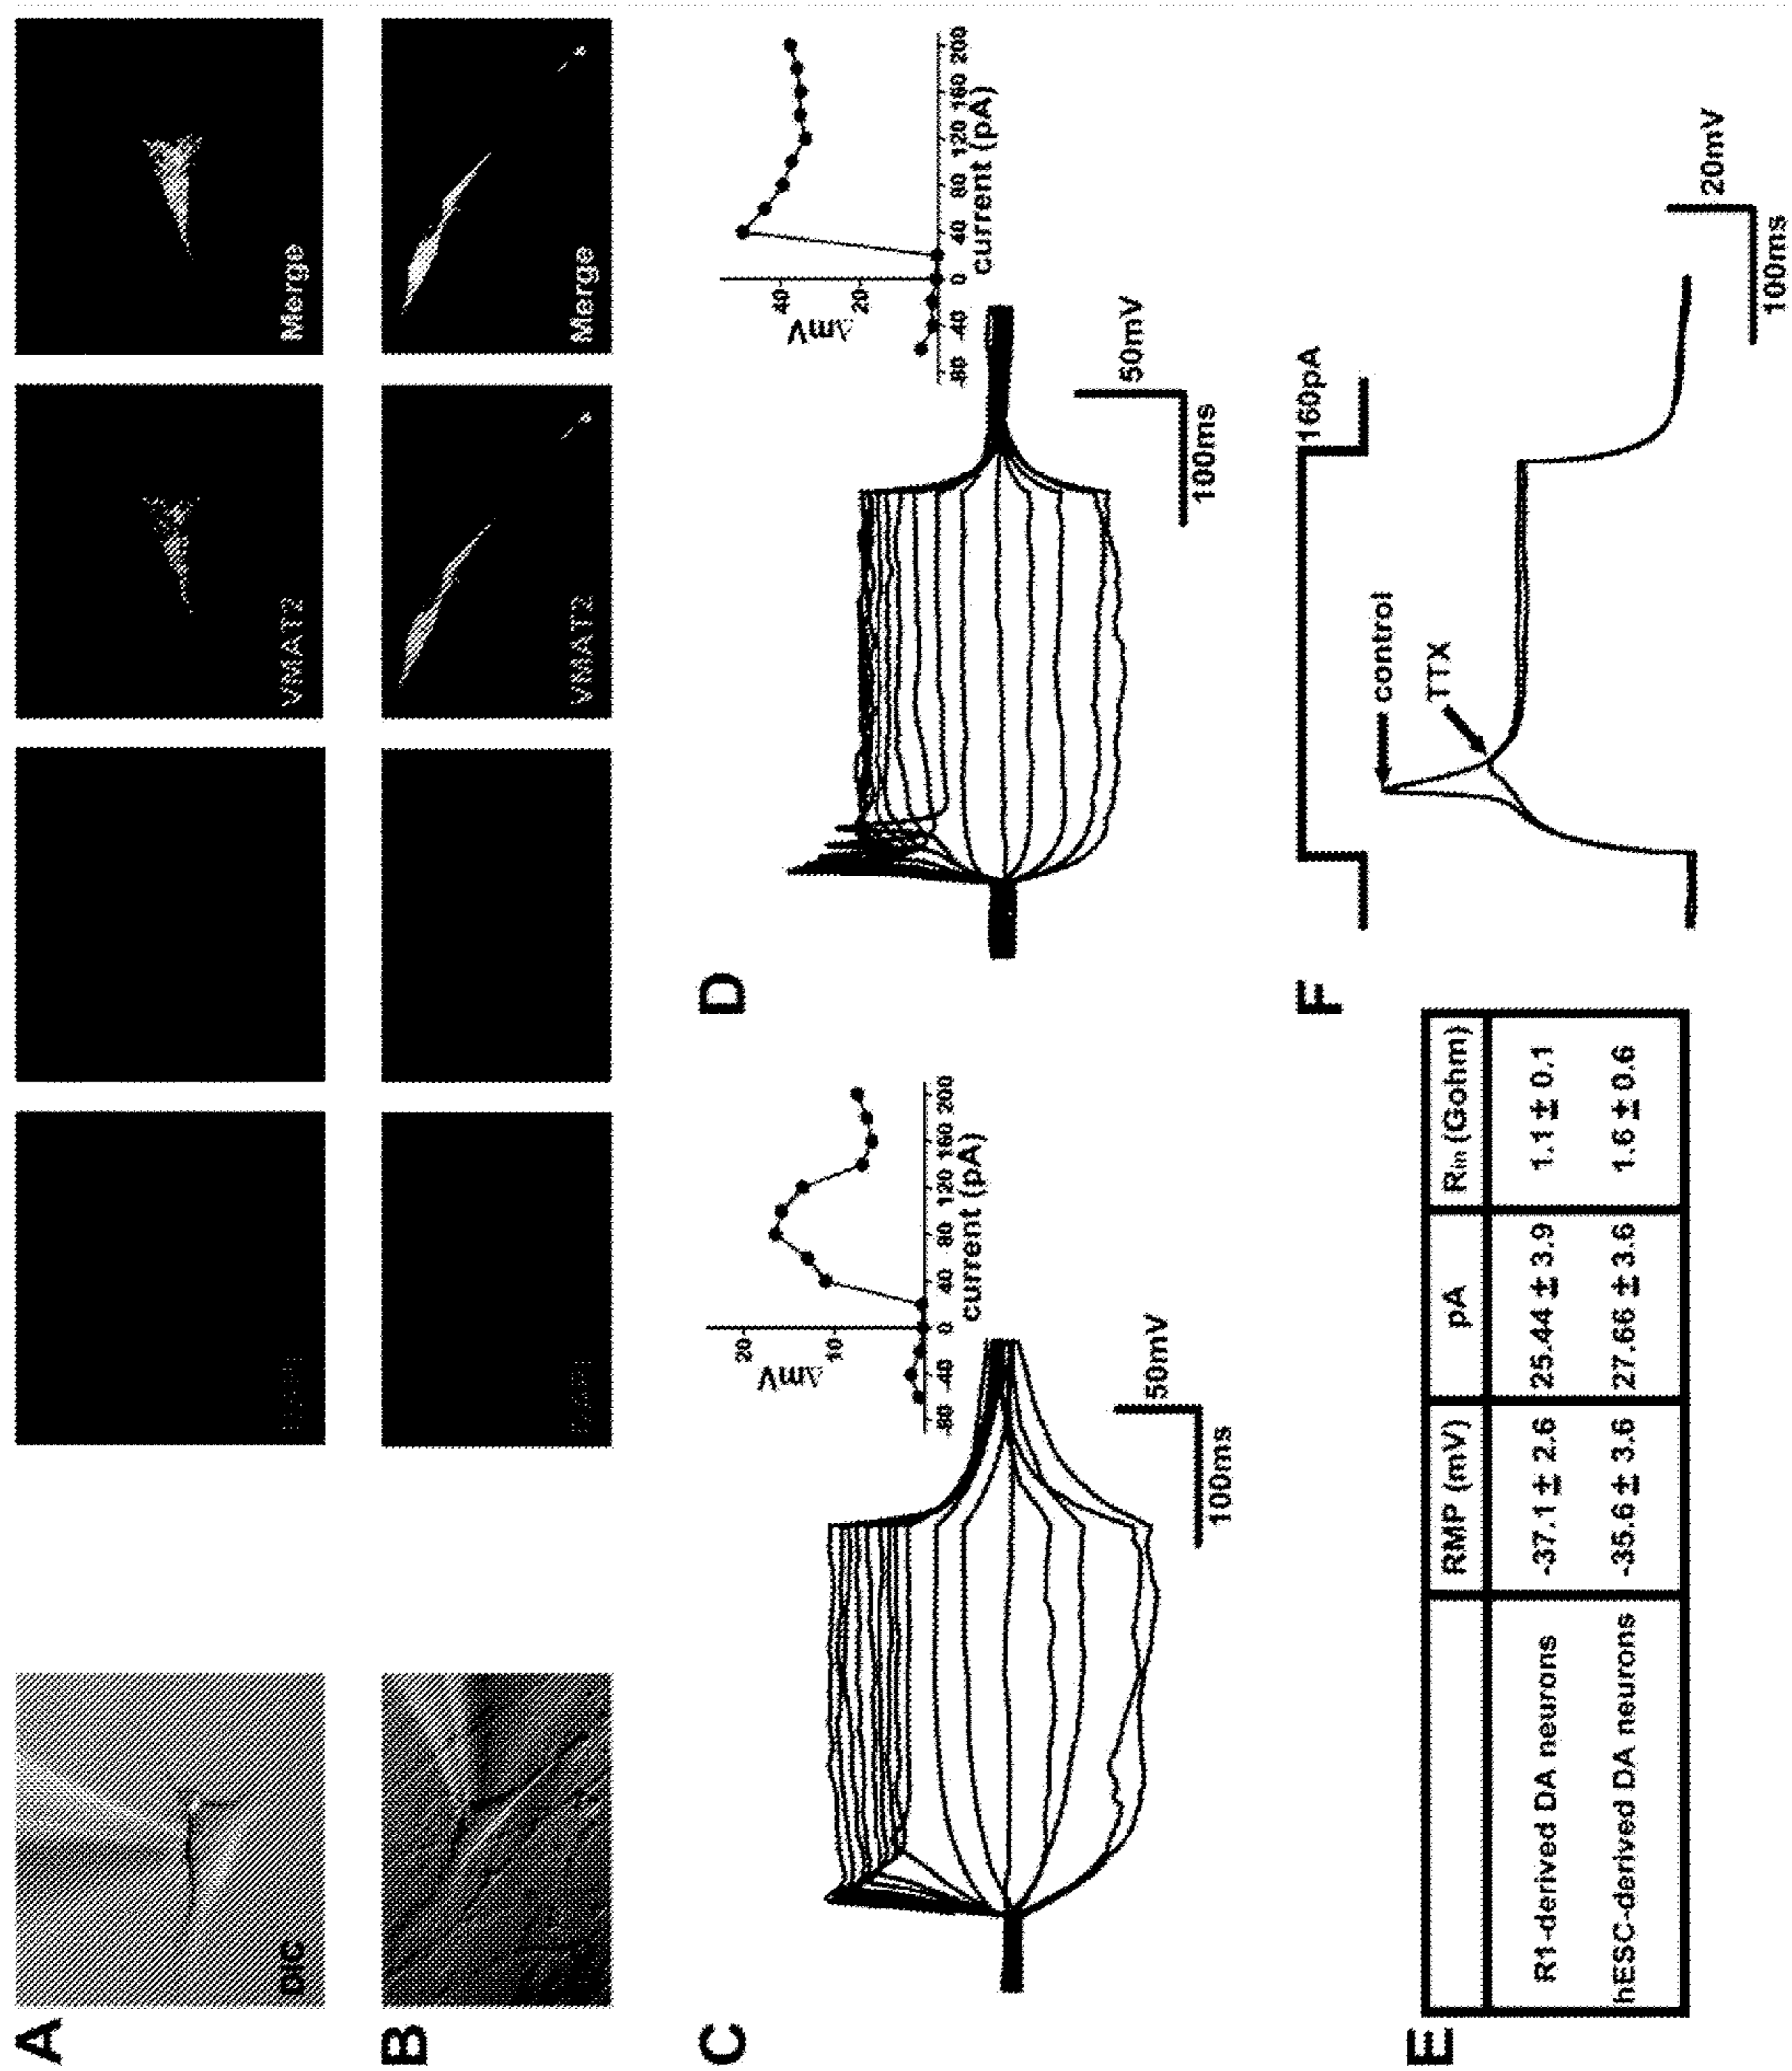 A
DIC
VMAT2
Merge
B
VMAT2
Merge
C
ΔmV
20
10
-80 -40 0 40 80 120 160 200
current (pA)
50mV
100ms
D
ΔmV
40
20
-80 -40 0 40 80 120 160 200
current (pA)
50mV
100ms
E
RMP (mV) pA Rin (Gohm)
R1-derived DA neurons -37.1 ± 2.6 25.44 ± 3.9 1.1 ± 0.1
hESC-derived DA neurons -35.6 ± 3.6 27.66 ± 3.6 1.6 ± 0.6
F
160pA
control
TTX
20mV
100ms